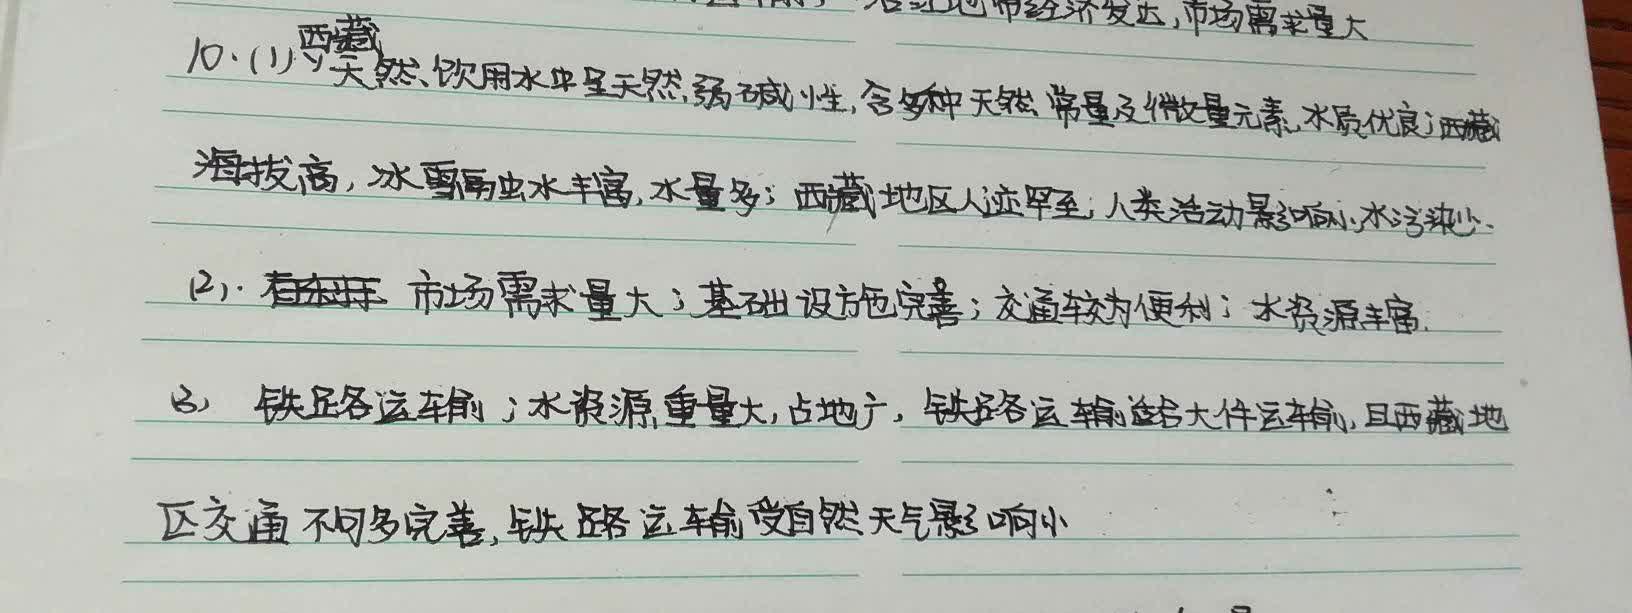 沿江地带经济发达,市场需求量大
10.(1)西藏天然饮用水中呈天然弱碱性,含多种天然常量及微量元素,水质优良;西藏
海拔高,冰雪融水丰富,水量多;西藏地区人迹罕至,人类活动影响小,水污染少.
(2).市场需求量大;基础设施完善;交通较为便利;水资源丰富.
(3) 铁路运输;水资源重量大,占地广,铁路运输适合大件运输,且西藏地
区交通不够完善,铁路运输受自然天气影响小